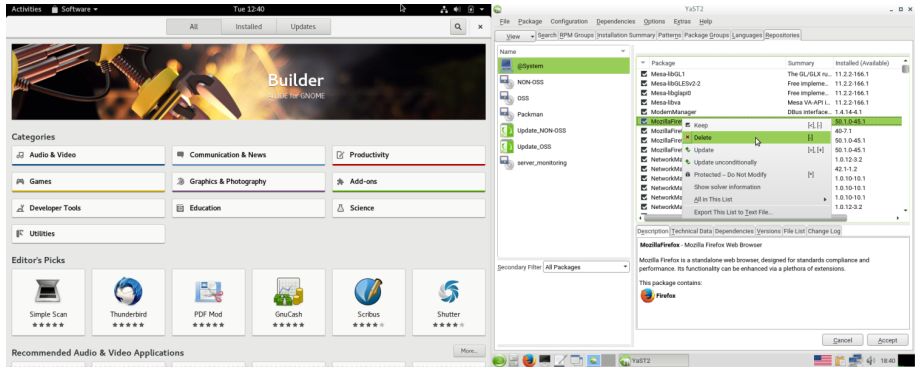 Activities
Software
Tue 12:40
All
Installed
Updates
Builder
Categories
Audio & Video
Communication & News
Productivity
Games
Graphics & Photography
Add-ons
Developer Tools
Education
Science
Utilities
Editor's Picks
Simple Scan
Thunderbird
PDF Mod
GnuCash
Scribus
Shutter
Recommended Audio & Video Applications
More...
YaST2
File Package Configuration Dependencies Options Extras Help
View Search RPM Groups Installation Summary Patterns Package Groups Languages Repositories
Name
@System
NON-OSS
OSS
Packman
Update_NON-OSS
Update_OSS
server_monitoring
Secondary Filter All Packages
Package Summary Installed (Available)
Mesa-libGL1 The GL/GLX ru... 11.2.2-166.1
Mesa-libGLESv2-2 Free impleme... 11.2.2-166.1
Mesa-libglapi0 Free impleme... 11.2.2-166.1
Mesa-libva Mesa VA-API i... 11.2.2-166.1
ModemManager DBus interface... 1.4.14-4.1
MozillaFire 50.1.0-45.1
MozillaFire 40-7.1
MozillaFire 50.1.0-45.1
MozillaFire 50.1.0-45.1
NetworkMa 1.0.12-3.2
NetworkMa 42.1-1.2
NetworkMa 1.0.10-10.1
NetworkMa 1.0.10-10.1
NetworkMa 1.0.10-10.1
NetworkMa 1.0.12-3.2
Keep [+], [-]
Delete [-]
Update [>], [+]
Update unconditionally
Protected – Do Not Modify [*]
Show solver information
All in This List
Export This List to Text File...
Description Technical Data Dependencies Versions File List Change Log
MozillaFirefox - Mozilla Firefox Web Browser
Mozilla Firefox is a standalone web browser, designed for standards compliance and
performance. Its functionality can be enhanced via a plethora of extensions.
This package contains:
Firefox
Cancel
Accept
YaST2
18:40